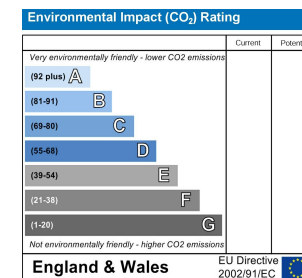 Environmental Impact (CO₂) Rating
Current Poten
Very environmentally friendly - lower CO2 emissions
(92 plus) A
(81-91) B
(69-80) C
(55-68) D
(39-54) E
(21-38) F
(1-20) G
Not environmentally friendly - higher CO2 emissions
England & Wales
EU Directive
2002/91/EC